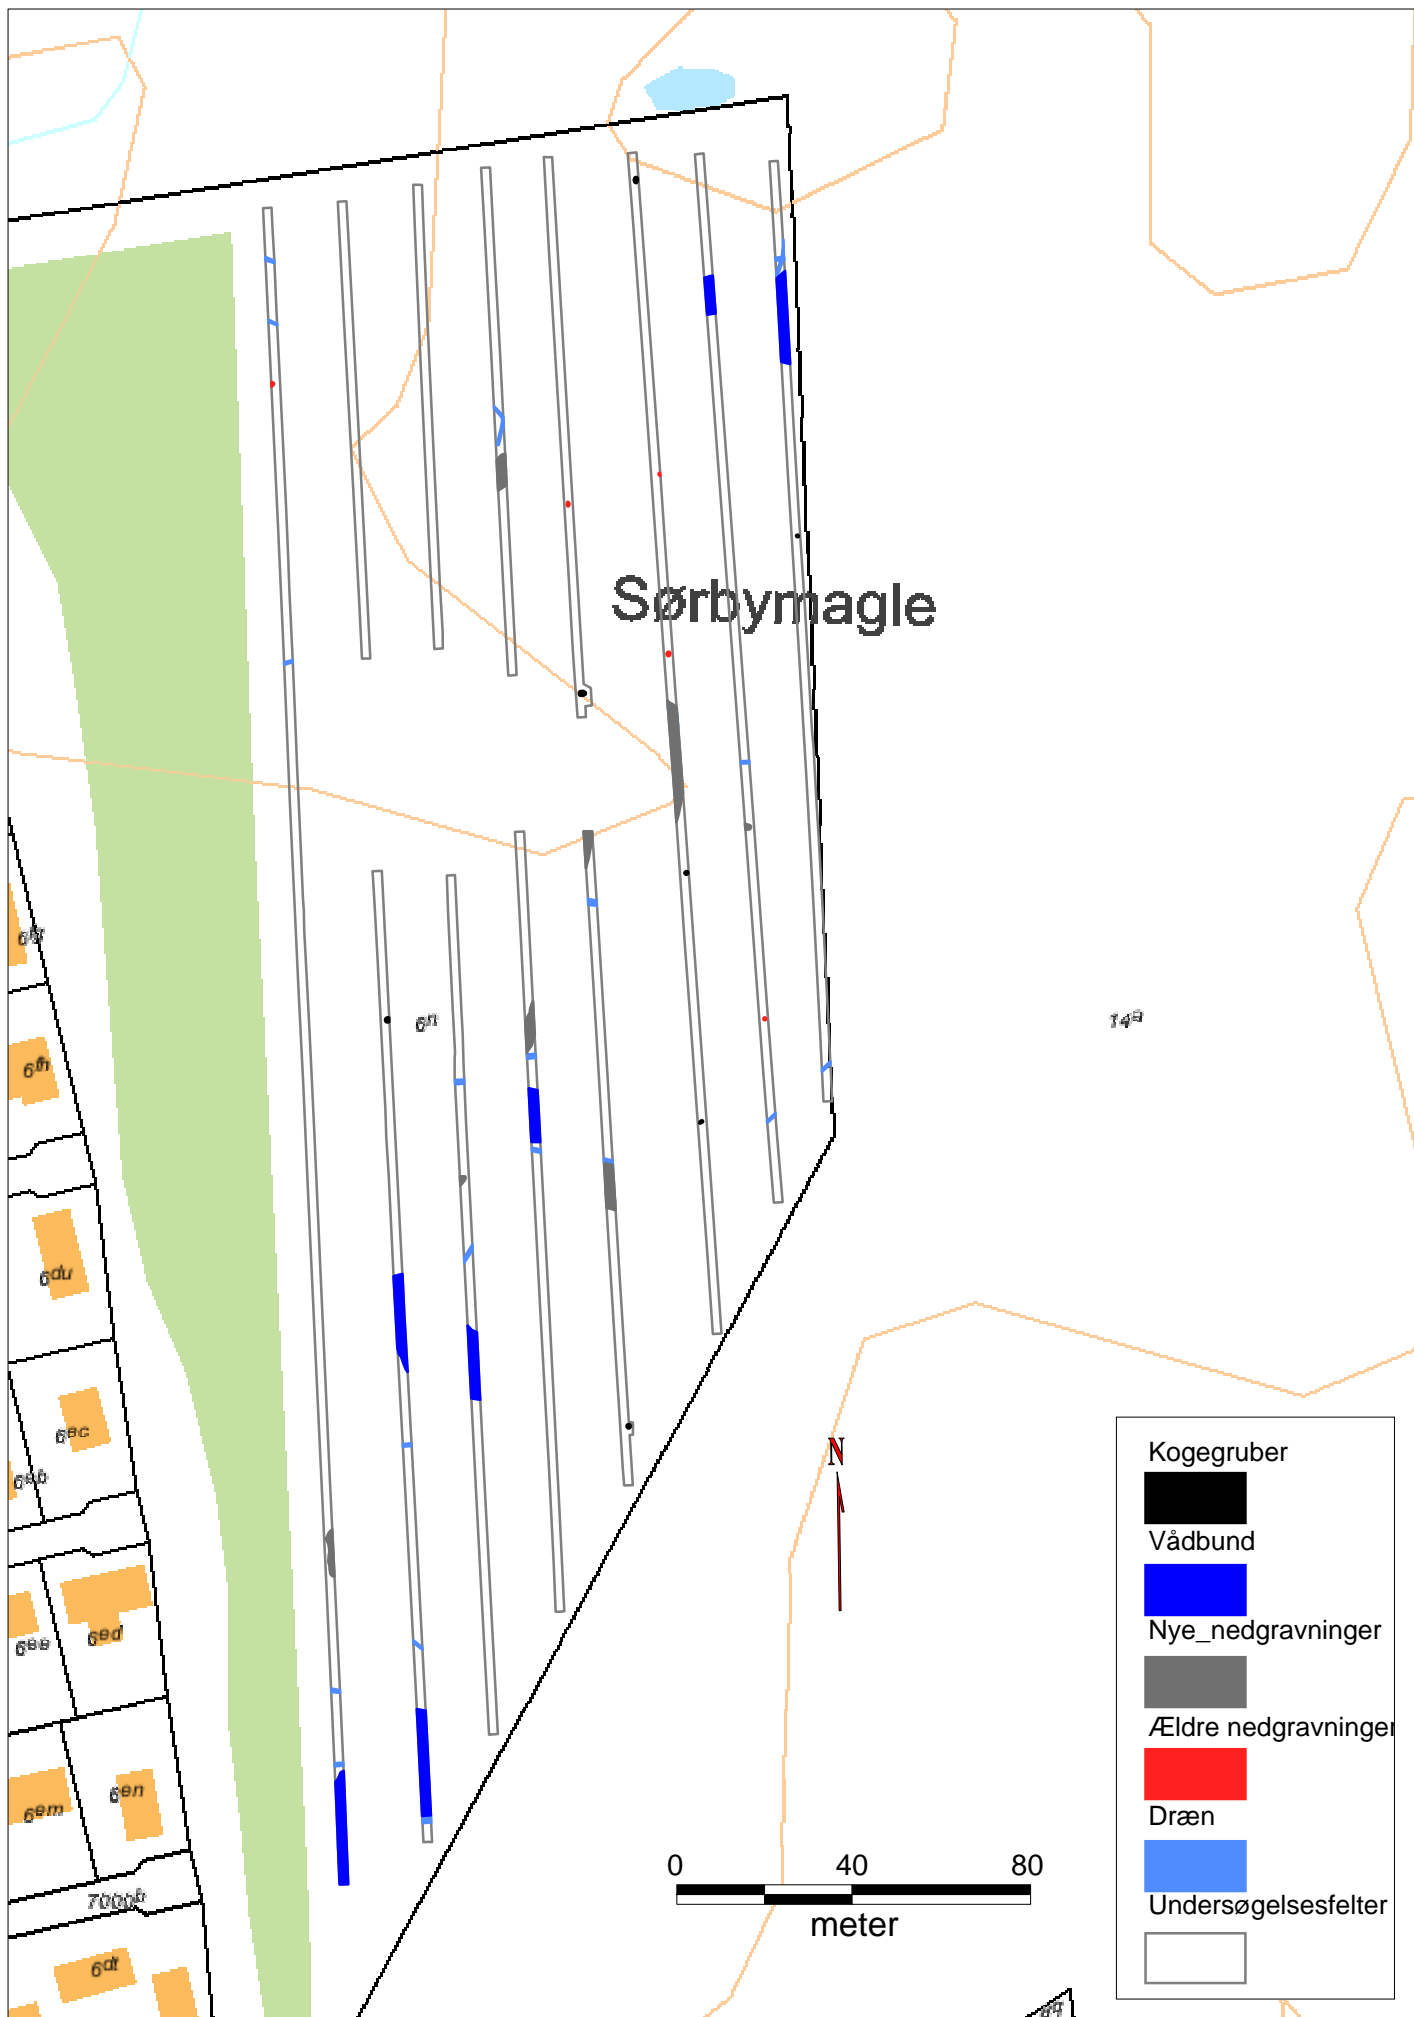 Sørbymagle
6n
14a
6fh
6du
6ec
6eb
6ee
6ed
6em
6en
7000b
6dt
N
0 40 80
meter
Kogegruber
Vådbund
Nye_nedgravninger
Ældre nedgravninger
Dræn
Undersøgelsesfelter